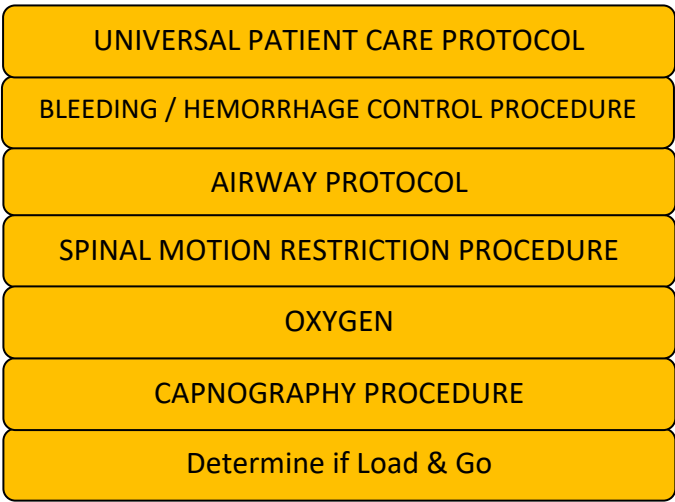 UNIVERSAL PATIENT CARE PROTOCOL
BLEEDING / HEMORRHAGE CONTROL PROCEDURE
AIRWAY PROTOCOL
SPINAL MOTION RESTRICTION PROCEDURE
OXYGEN
CAPNOGRAPHY PROCEDURE
Determine if Load & Go